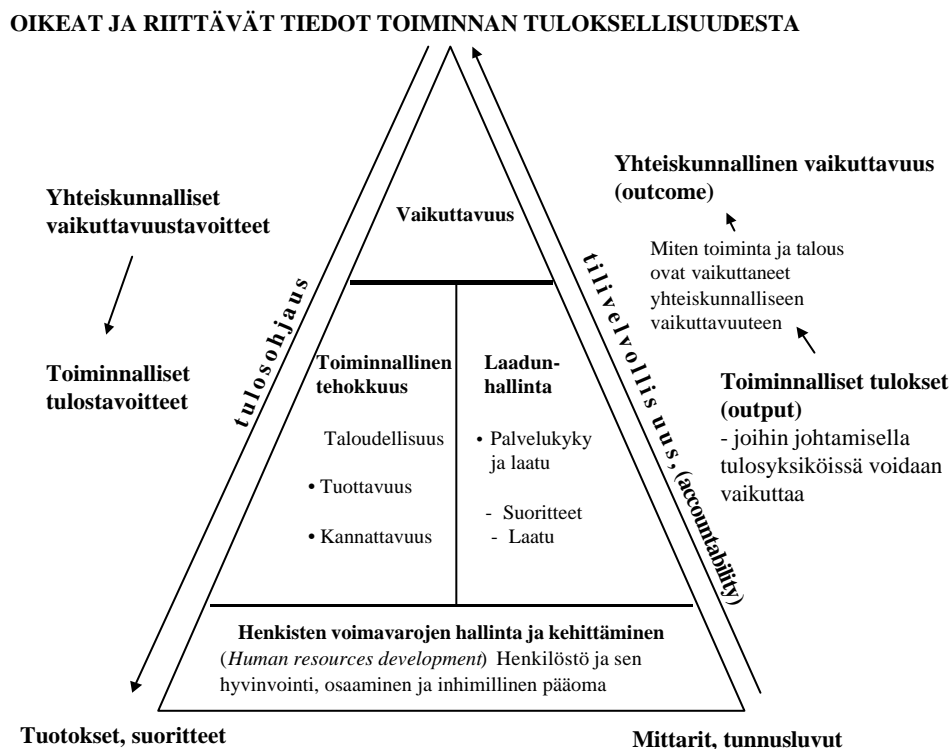 OIKEAT JA RIITTÄVÄT TIEDOT TOIMINNAN TULOKSELLISUUDESTA
Yhteiskunnalliset
vaikuttavuustavoitteet
Toiminnalliset
tulostavoitteet
tulosohjaus
Vaikuttavuus
Toiminnallinen
tehokkuus
Taloudellisuus
• Tuottavuus
• Kannattavuus
Laadun-
hallinta
• Palvelukyky
ja laatu
- Suoritteet
- Laatu
Henkisten voimavarojen hallinta ja kehittäminen
(Human resources development) Henkilöstö ja sen
hyvinvointi, osaaminen ja inhimillinen pääoma
tilivelvollisuus, (accountability)
Yhteiskunnallinen vaikuttavuus
(outcome)
Miten toiminta ja talous
ovat vaikuttaneet
yhteiskunnalliseen
vaikuttavuuteen
Toiminnalliset tulokset
(output)
- joihin johtamisella
tulosyksiköissä voidaan
vaikuttaa
Tuotokset, suoritteet
Mittarit, tunnusluvut